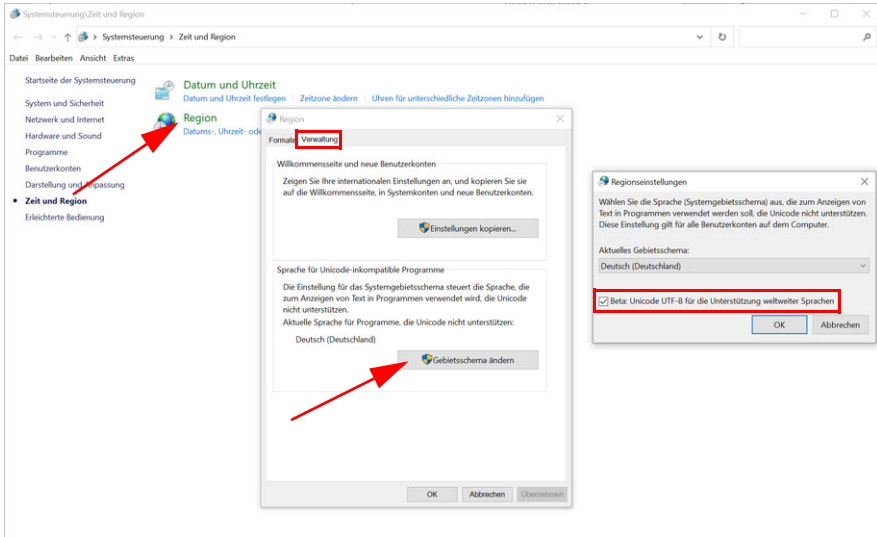 Systemsteuerung\Zeit und Region
Systemsteuerung > Zeit und Region
Datei Bearbeiten Ansicht Extras
Startseite der Systemsteuerung
System und Sicherheit
Netzwerk und Internet
Hardware und Sound
Programme
Benutzerkonten
Darstellung und Anpassung
Zeit und Region
Erleichterte Bedienung
Datum und Uhrzeit
Datum und Uhrzeit festlegen | Zeitzone ändern | Uhren für unterschiedliche Zeitzonen hinzufügen
Region
Datums-, Uhrzeit- ode
Region
Formate Verwaltung
Willkommensseite und neue Benutzerkonten
Zeigen Sie Ihre internationalen Einstellungen an, und kopieren Sie sie
auf die Willkommensseite, in Systemkonten und neue Benutzerkonten.
Einstellungen kopieren...
Sprache für Unicode-inkompatible Programme
Die Einstellung für das Systemgebietsschema steuert die Sprache, die
zum Anzeigen von Text in Programmen verwendet wird, die Unicode
nicht unterstützen.
Aktuelle Sprache für Programme, die Unicode nicht unterstützen:
Deutsch (Deutschland)
Gebietsschema ändern
OK Abbrechen Übernehmen
Regionseinstellungen
Wählen Sie die Sprache (Systemgebietsschema) aus, die zum Anzeigen von
Text in Programmen verwendet werden soll, die Unicode nicht unterstützen.
Diese Einstellung gilt für alle Benutzerkonten auf dem Computer.
Aktuelles Gebietsschema:
Deutsch (Deutschland)
Beta: Unicode UTF-8 für die Unterstützung weltweiter Sprachen
OK Abbrechen